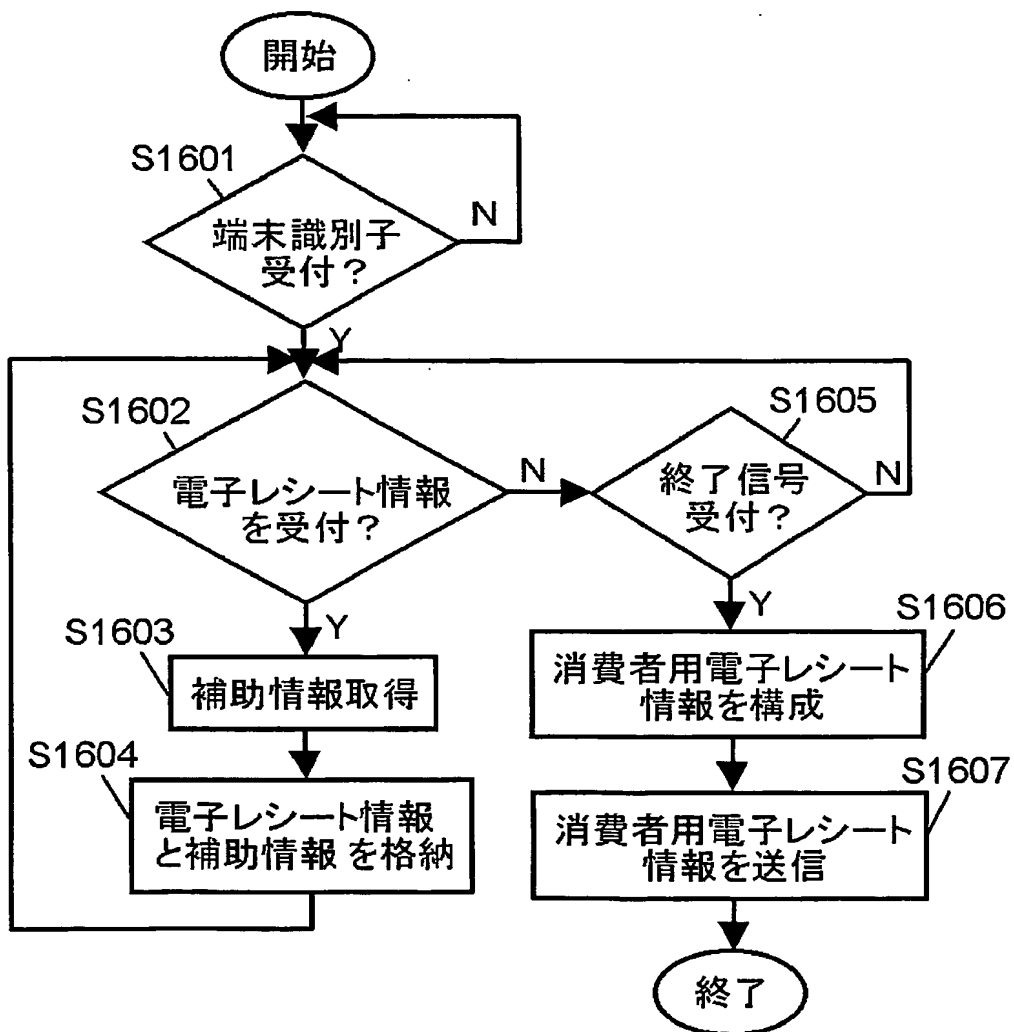 開始
S1601
端末識別子
受付?
N
Y
S1602
電子レシート情報
を受付?
N
S1605
終了信号
受付?
N
Y
S1603
補助情報取得
Y
S1606
消費者用電子レシート
情報を構成
S1604
電子レシート情報
と補助情報を格納
S1607
消費者用電子レシート
情報を送信
終了